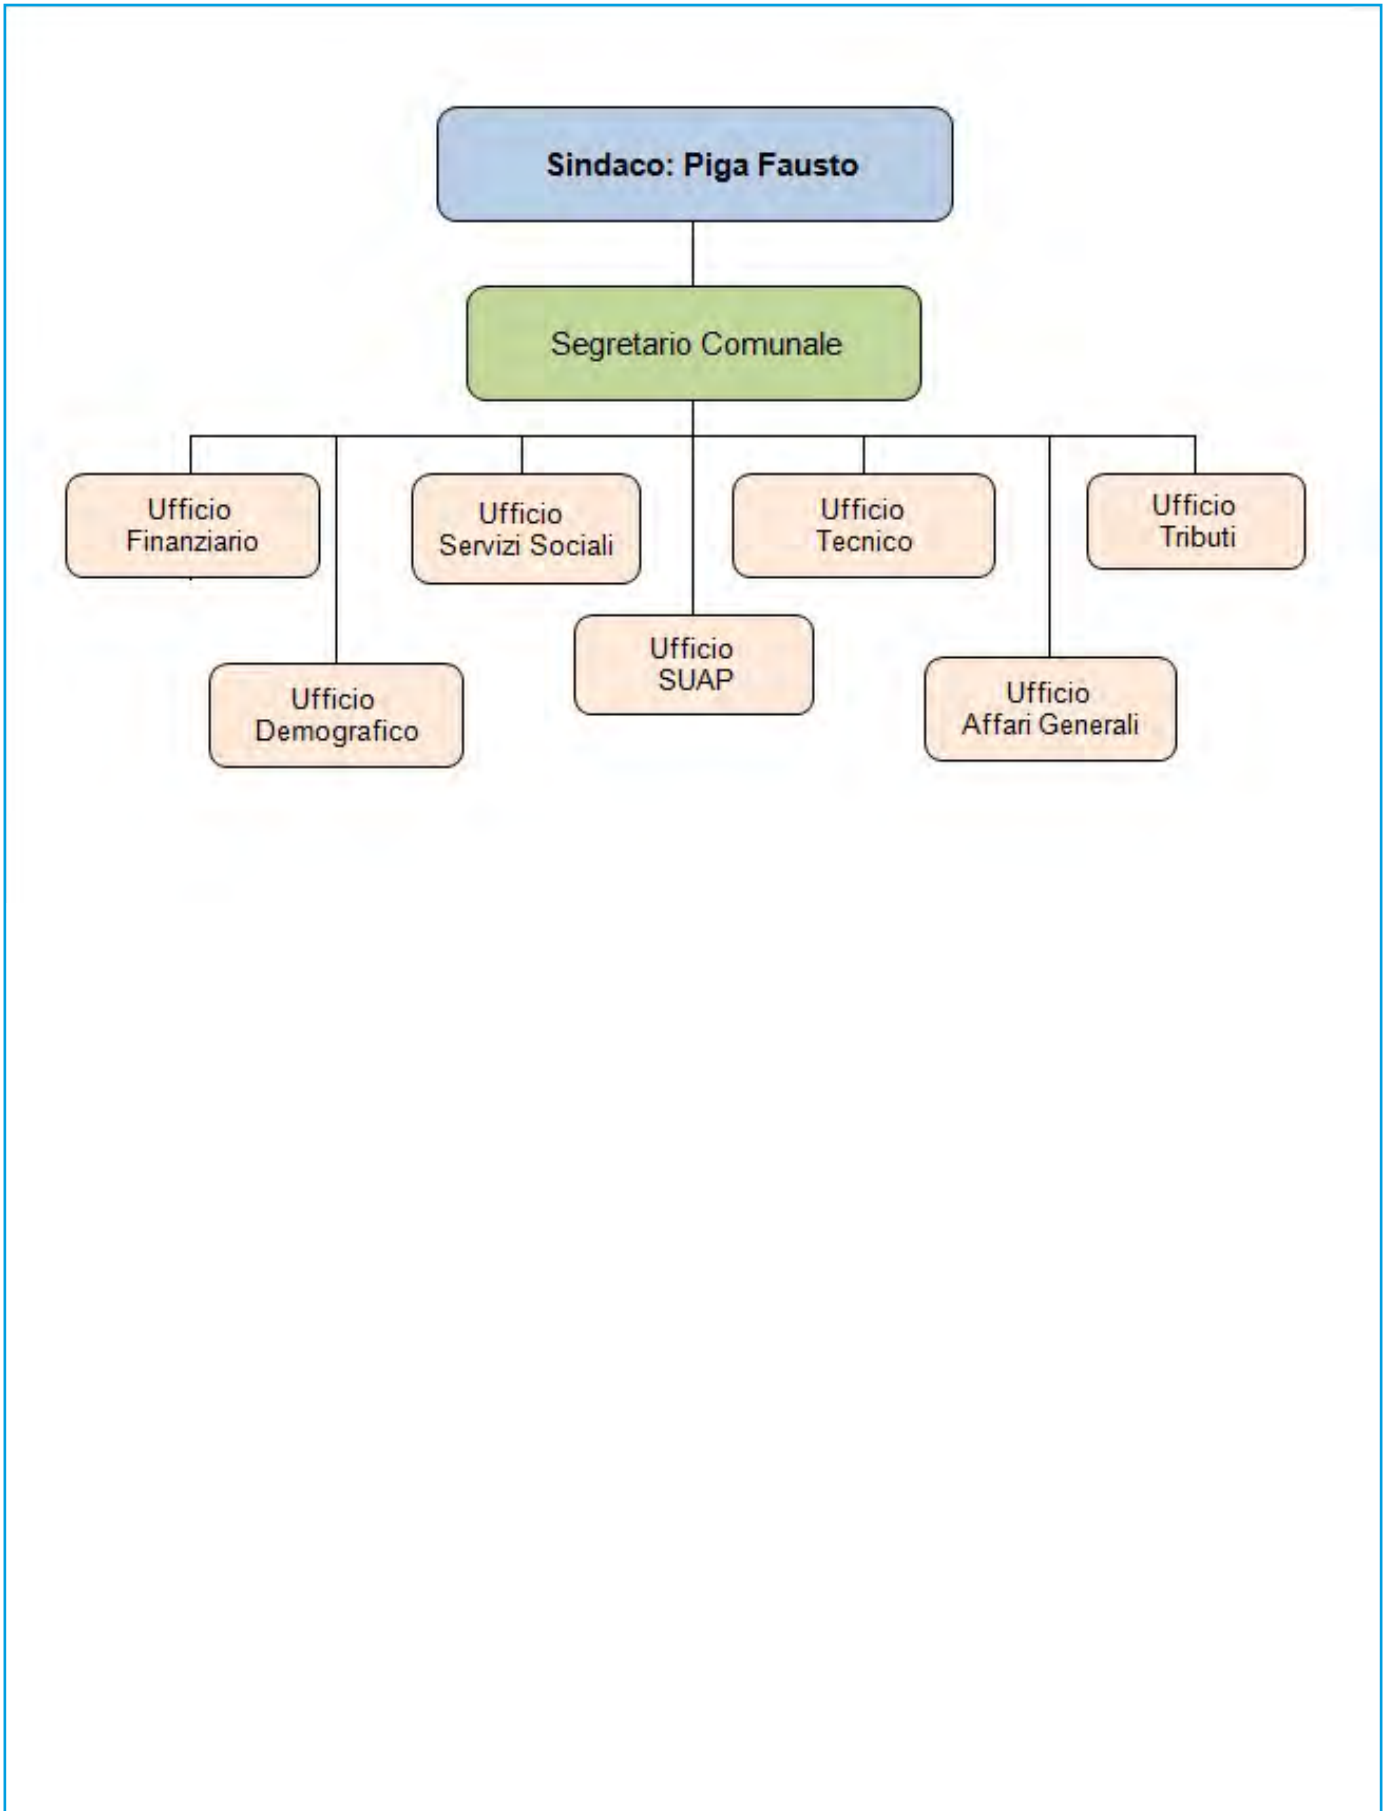 Sindaco: Piga Fausto
Segretario Comunale
Ufficio
Finanziario
Ufficio
Servizi Sociali
Ufficio
Tecnico
Ufficio
Tributi
Ufficio
Demografico
Ufficio
SUAP
Ufficio
Affari Generali